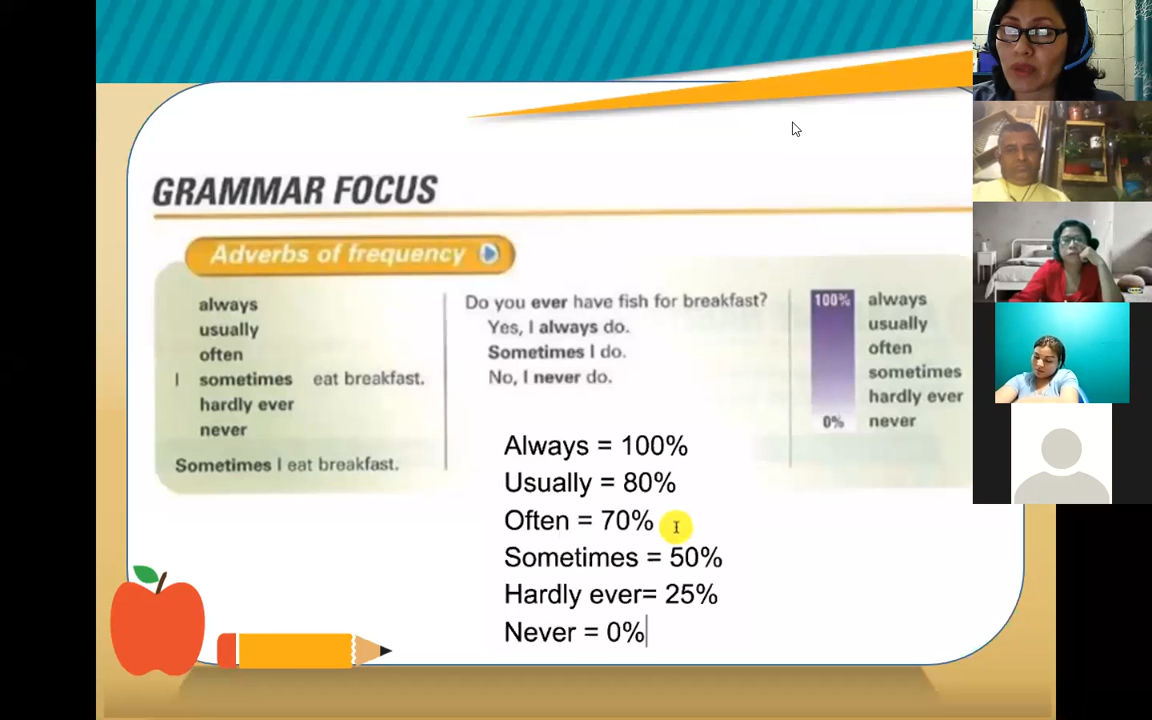 GRAMMAR FOCUS
Adverbs of frequency
always
usually
often
I sometimes eat breakfast.
hardly ever
never
Sometimes I eat breakfast.
Do you ever have fish for breakfast?
Yes, I always do.
Sometimes I do.
No, I never do.
100% always
usually
often
sometimes
hardly ever
0% never
Always = 100%
Usually = 80%
Often = 70%
Sometimes = 50%
Hardly ever= 25%
Never = 0%